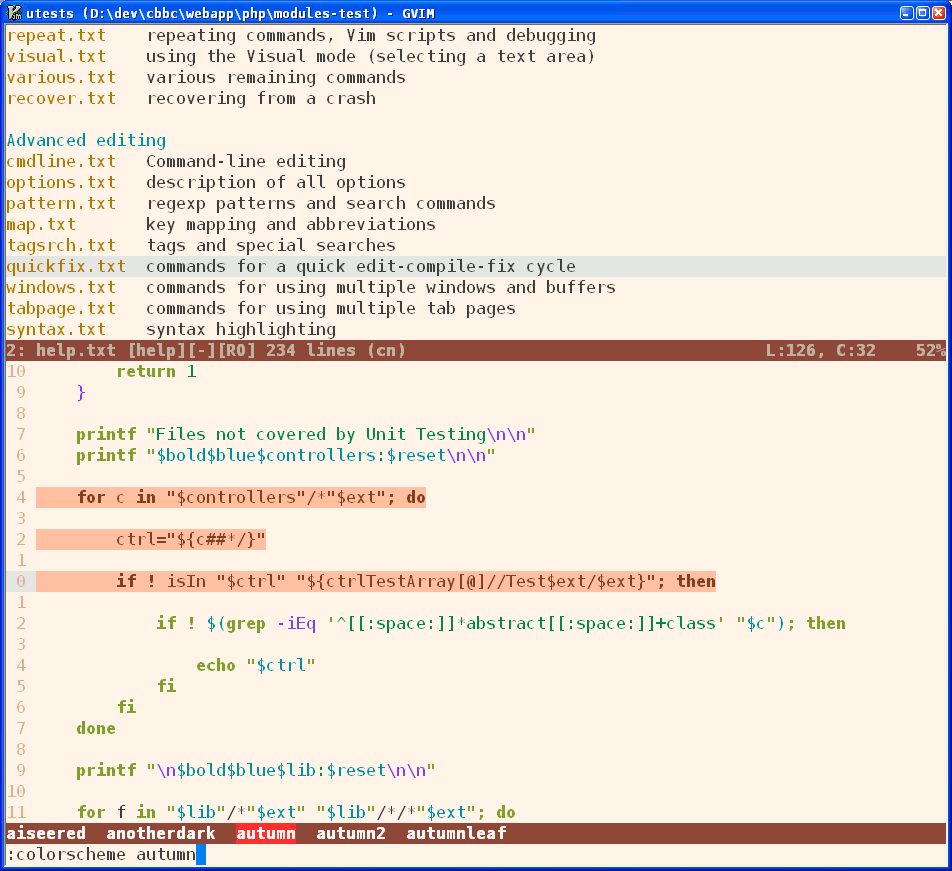 utests (D:\dev\cbbc\webapp\php\modules-test) - GVIM
repeat.txt    repeating commands, Vim scripts and debugging
visual.txt    using the Visual mode (selecting a text area)
various.txt   various remaining commands
recover.txt   recovering from a crash
Advanced editing
cmdline.txt   Command-line editing
options.txt   description of all options
pattern.txt   regexp patterns and search commands
map.txt       key mapping and abbreviations
tagsrch.txt   tags and special searches
quickfix.txt  commands for a quick edit-compile-fix cycle
windows.txt   commands for using multiple windows and buffers
tabpage.txt   commands for using multiple tab pages
syntax.txt    syntax highlighting
2: help.txt [help][-][RO] 234 lines (cn)                                    L:126, C:32    52%
10         return 1
 9     }
 8
 7     printf "Files not covered by Unit Testing\n\n"
 6     printf "$bold$blue$controllers:$reset\n\n"
 5
 4     for c in "$controllers"/*"$ext"; do
 3
 2         ctrl="${c##*/}"
 1
 0         if ! isIn "$ctrl" "${ctrlTestArray[@]//Test$ext/$ext}"; then
 1
 2             if ! $(grep -iEq '^[[:space:]]*abstract[[:space:]]+class' "$c"); then
 3
 4                 echo "$ctrl"
 5             fi
 6         fi
 7     done
 8
 9     printf "\n$bold$blue$lib:$reset\n\n"
10
11     for f in "$lib"/*"$ext" "$lib"/*/*"$ext"; do
aiseered  anotherdark  autumn  autumn2  autumnleaf
:colorscheme autumn